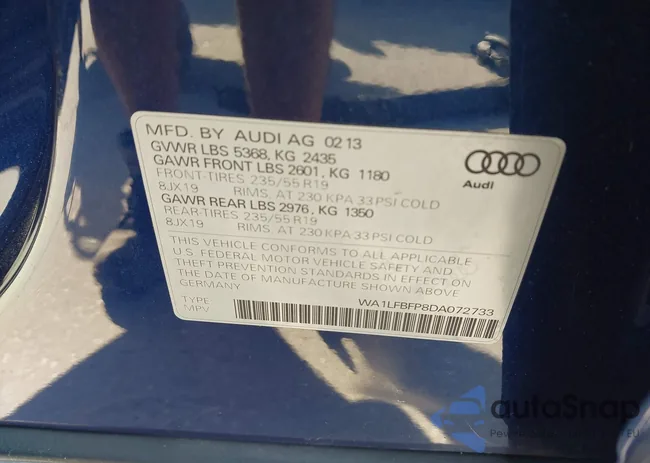 MFD. BY AUDI AG 02 13
GVWR LBS 5368, KG 2435
GAWR FRONT LBS 2601, KG 1180
FRONT-TIRES 235/55 R19
8JX19 RIMS. AT 230 KPA 33 PSI COLD
GAWR REAR LBS 2976, KG 1350
REAR-TIRES 235/55 R19
8JX19 RIMS. AT 230 KPA 33 PSI COLD
Audi
THIS VEHICLE CONFORMS TO ALL APPLICABLE
U.S. FEDERAL MOTOR VEHICLE SAFETY AND
THEFT PREVENTION STANDARDS IN EFFECT ON
THE DATE OF MANUFACTURE SHOWN ABOVE
GERMANY
TYPE:
MPV
WA1LFBFP8DA072733
autoSnap